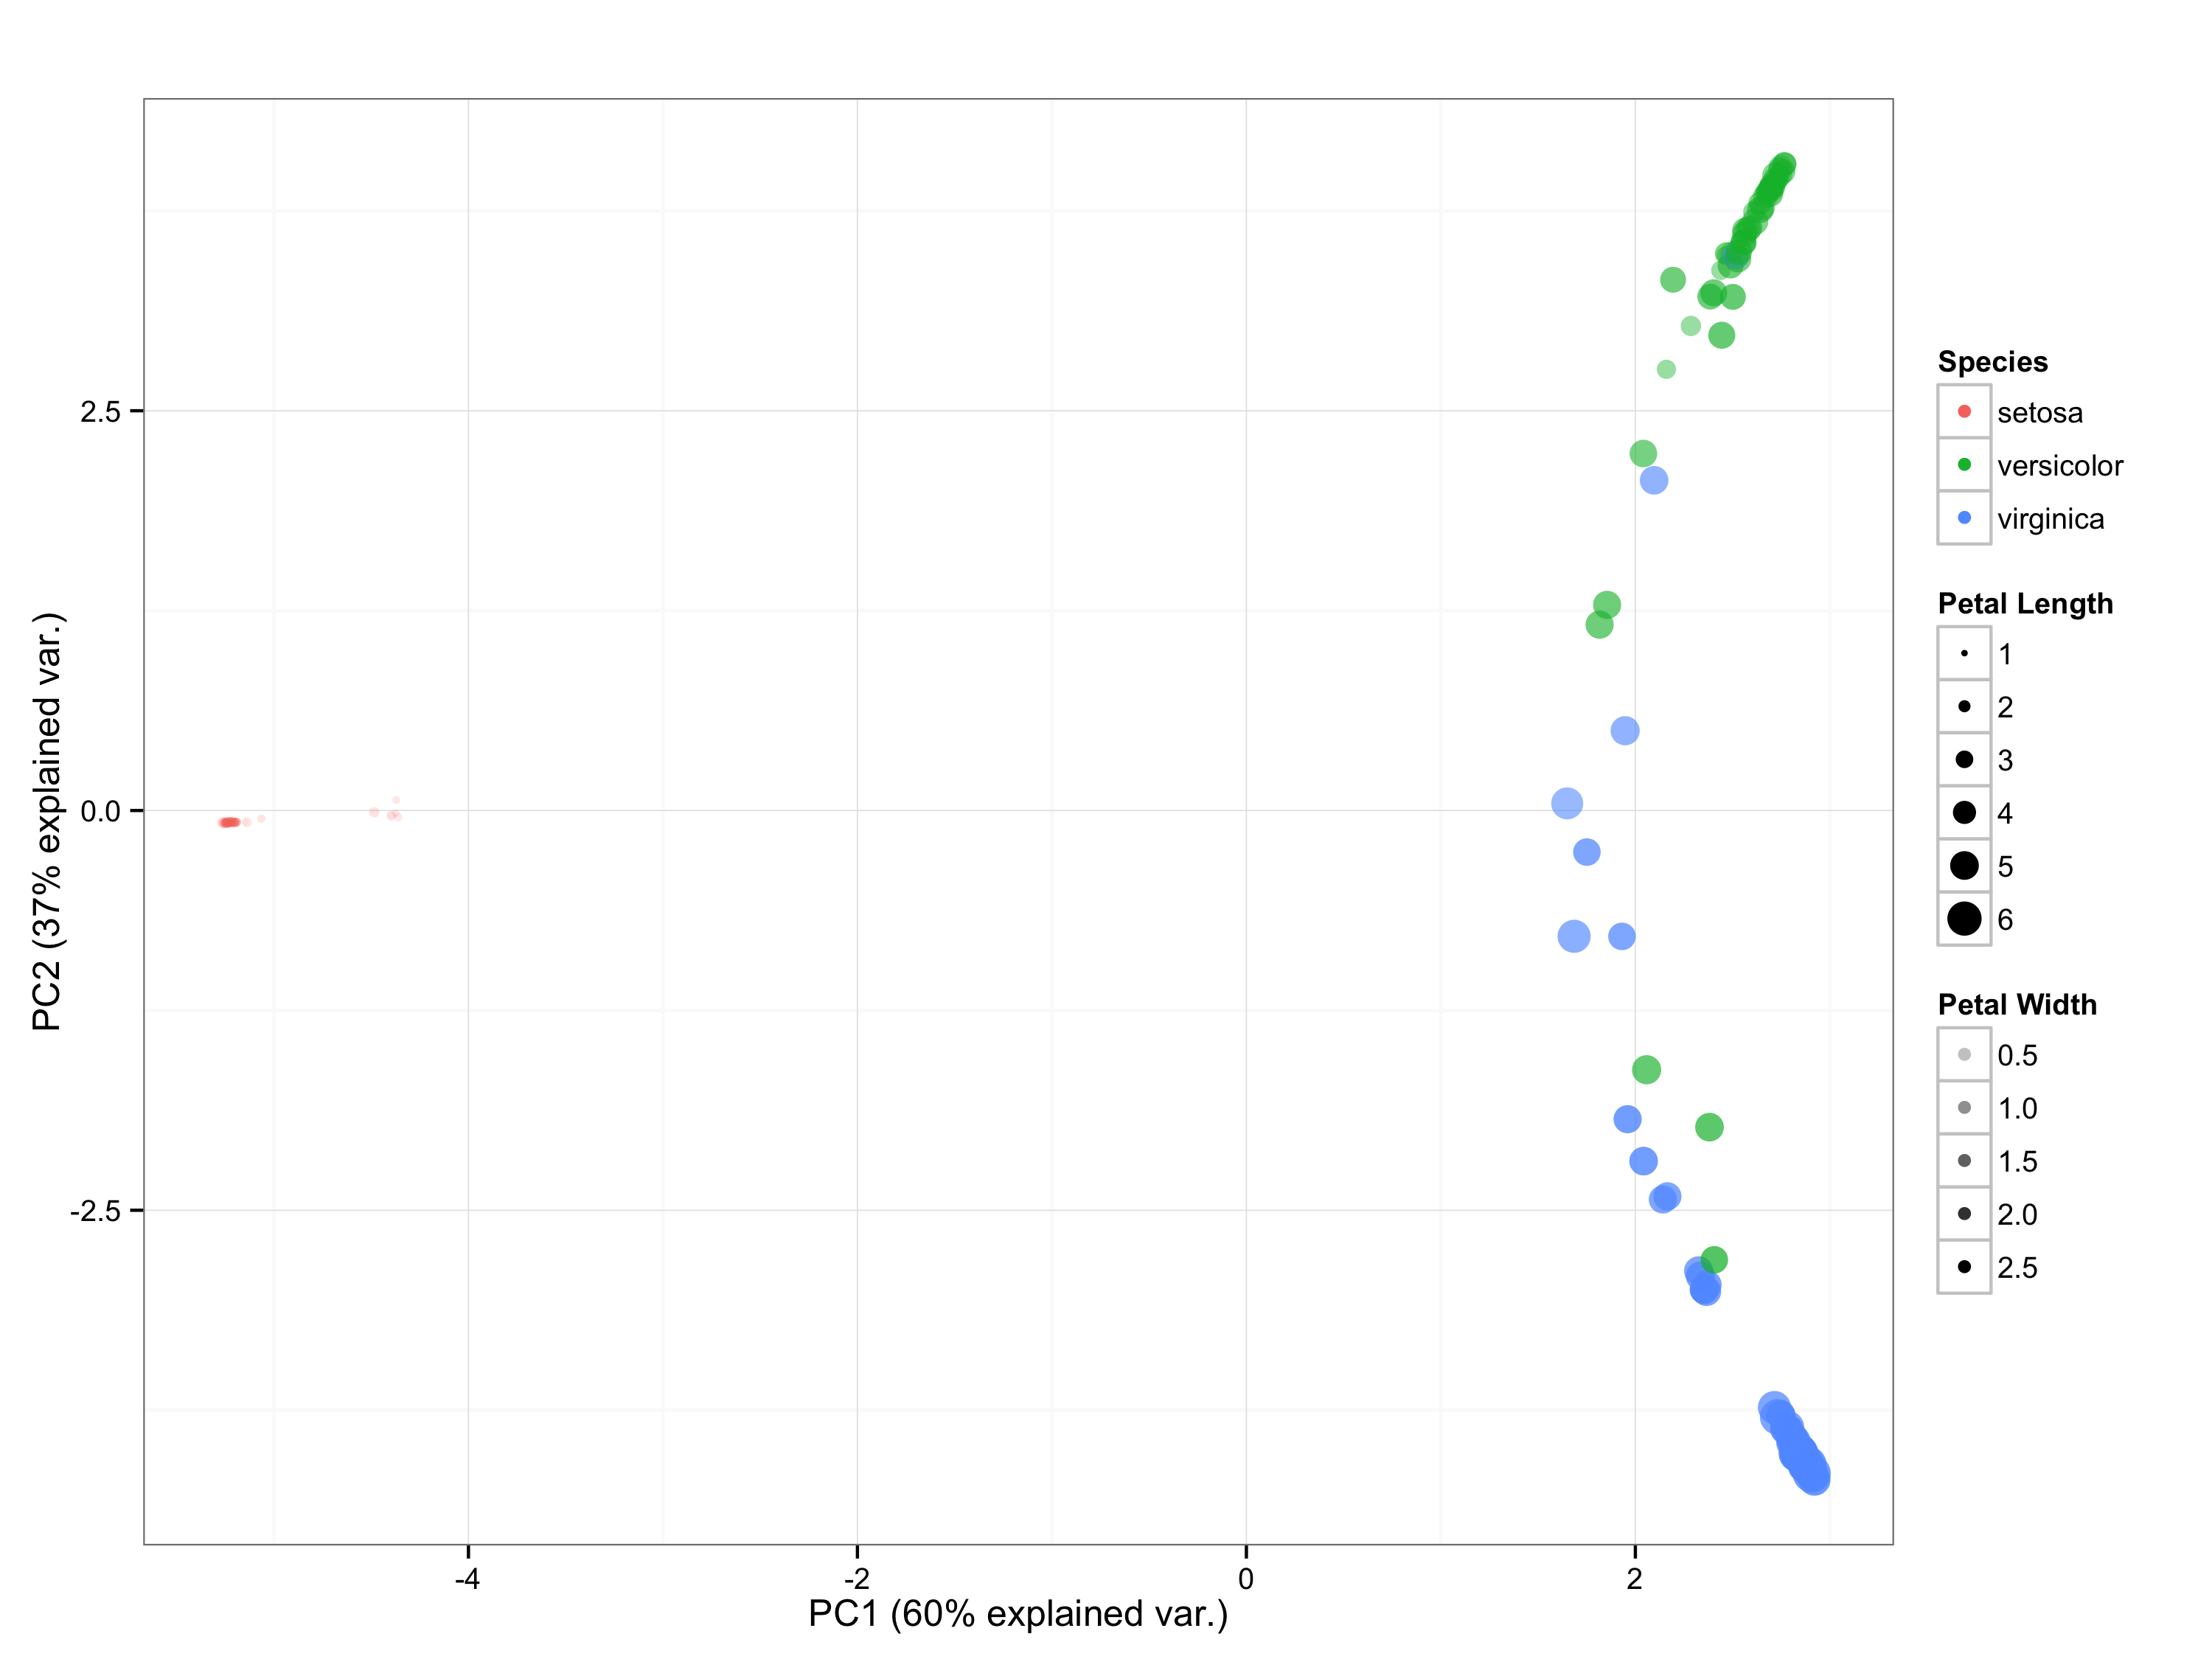 Species
setosa
versicolor
virginica
Petal Length
1
2
3
4
5
6
Petal Width
0.5
1.0
1.5
2.0
2.5
PC2 (37% explained var.)
2.5
0.0
-2.5
-4
-2
0
2
PC1 (60% explained var.)